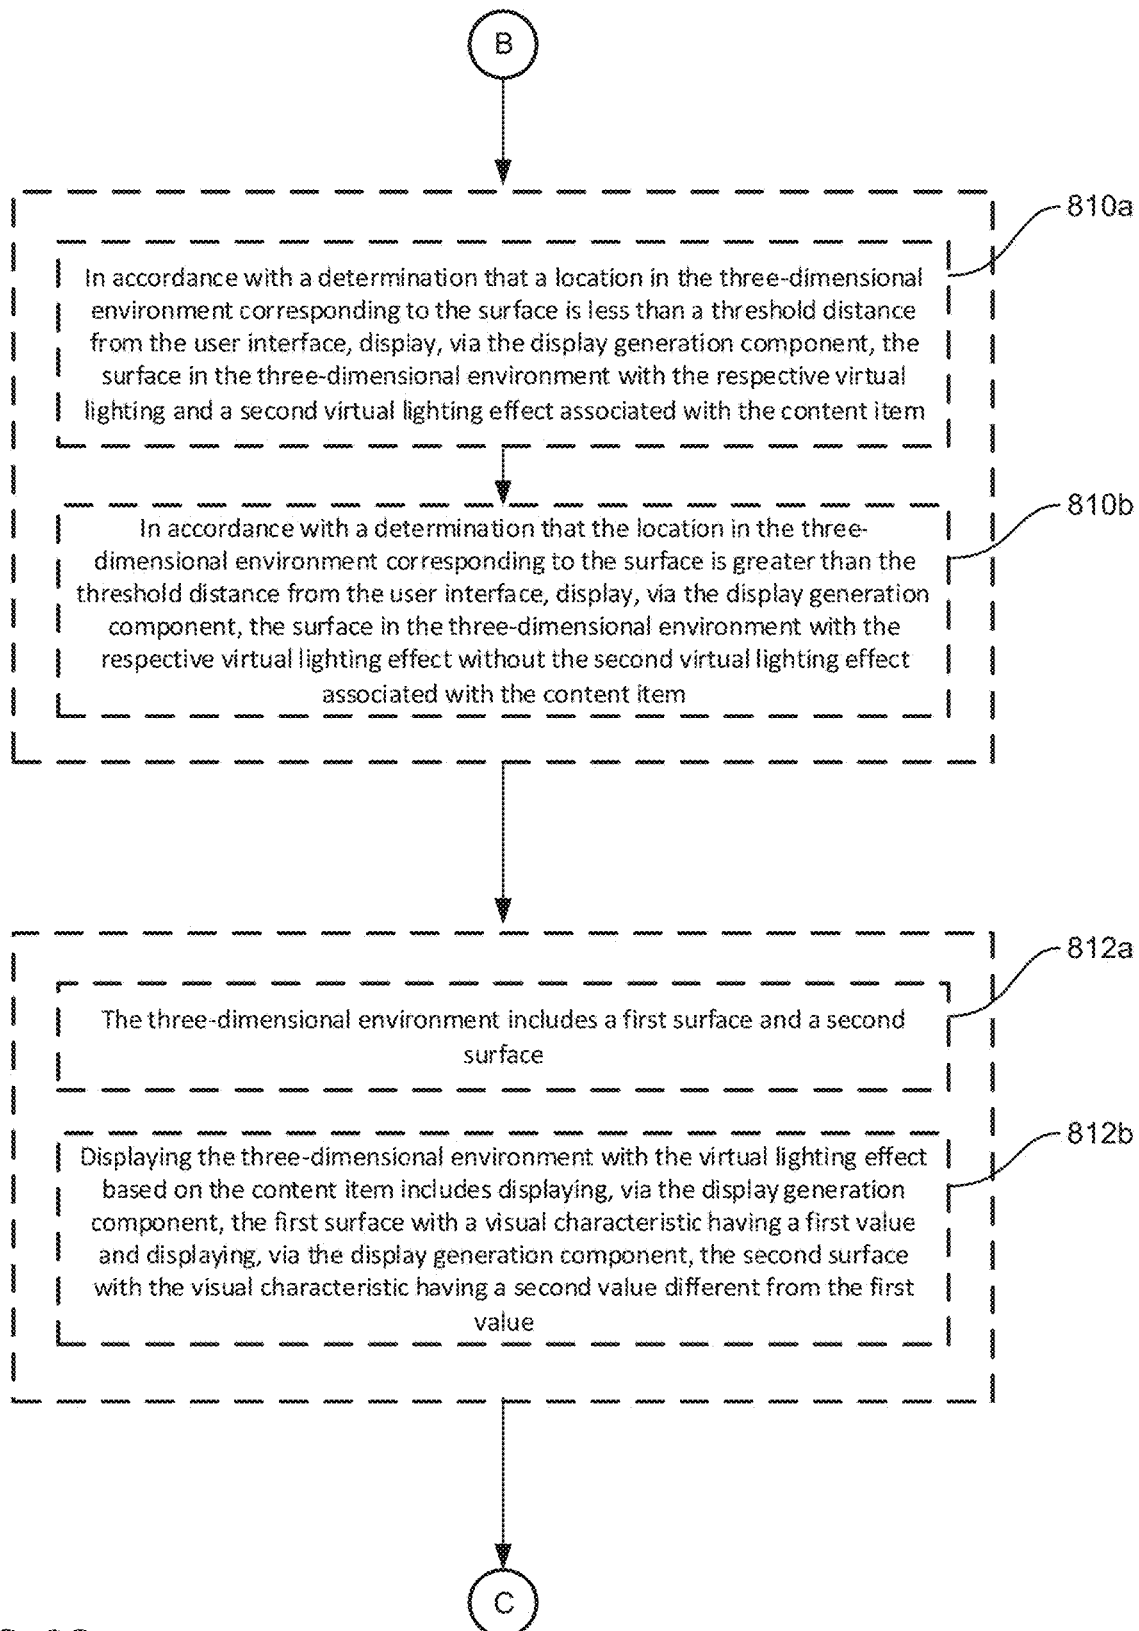 B
810a
In accordance with a determination that a location in the three-dimensional
environment corresponding to the surface is less than a threshold distance
from the user interface, display, via the display generation component, the
surface in the three-dimensional environment with the respective virtual
lighting and a second virtual lighting effect associated with the content item
810b
In accordance with a determination that the location in the three-
dimensional environment corresponding to the surface is greater than the
threshold distance from the user interface, display, via the display generation
component, the surface in the three-dimensional environment with the
respective virtual lighting effect without the second virtual lighting effect
associated with the content item
812a
The three-dimensional environment includes a first surface and a second
surface
812b
Displaying the three-dimensional environment with the virtual lighting effect
based on the content item includes displaying, via the display generation
component, the first surface with a visual characteristic having a first value
and displaying, via the display generation component, the second surface
with the visual characteristic having a second value different from the first
value
C